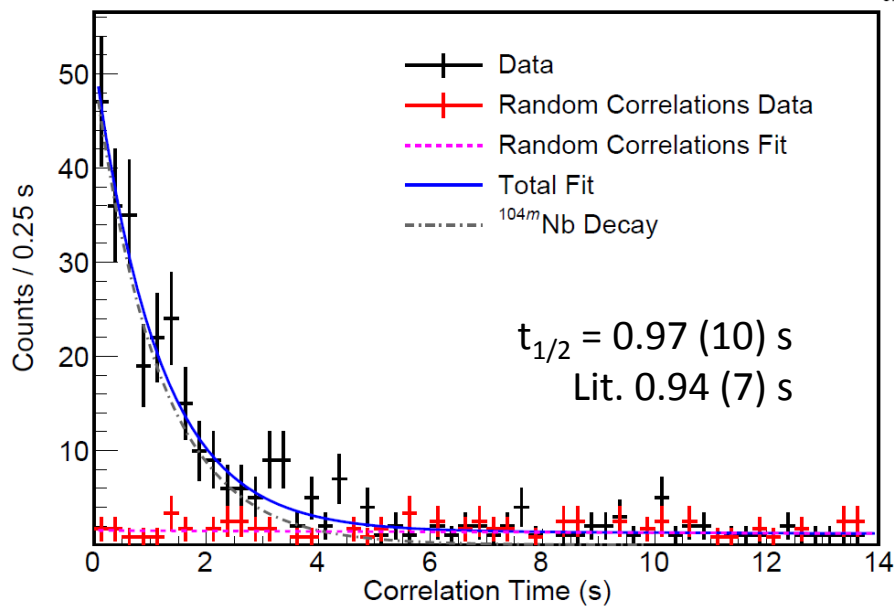 50
40
30
20
10
Counts / 0.25 s
Data
Random Correlations Data
Random Correlations Fit
Total Fit
104mNb Decay
t1/2 = 0.97 (10) s
Lit. 0.94 (7) s
0 2 4 6 8 10 12 14
Correlation Time (s)